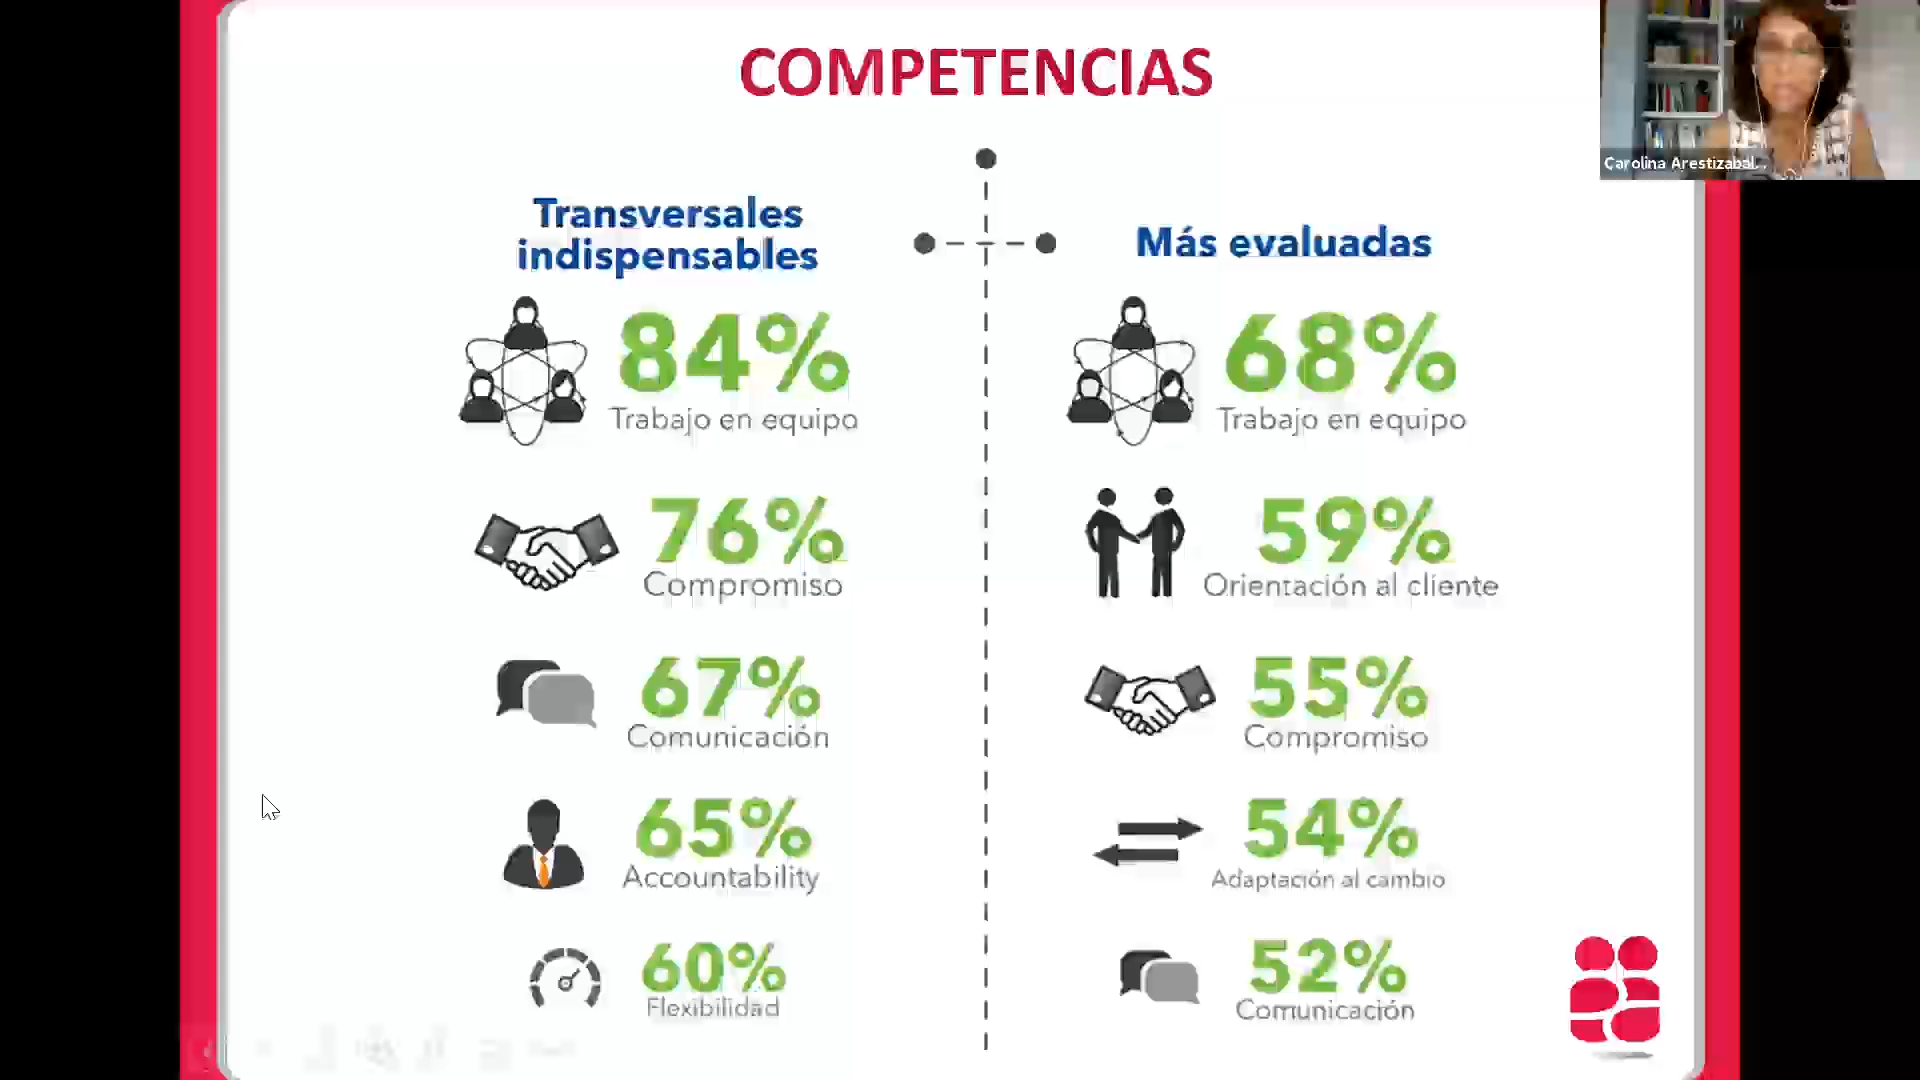 COMPETENCIAS
Carolina Arestizabal...
Transversales
indispensables
84%
Trabajo en equipo
76%
Compromiso
67%
Comunicación
65%
Accountability
60%
Flexibilidad
Más evaluadas
68%
Trabajo en equipo
59%
Orientación al cliente
55%
Compromiso
54%
Adaptación al cambio
52%
Comunicación